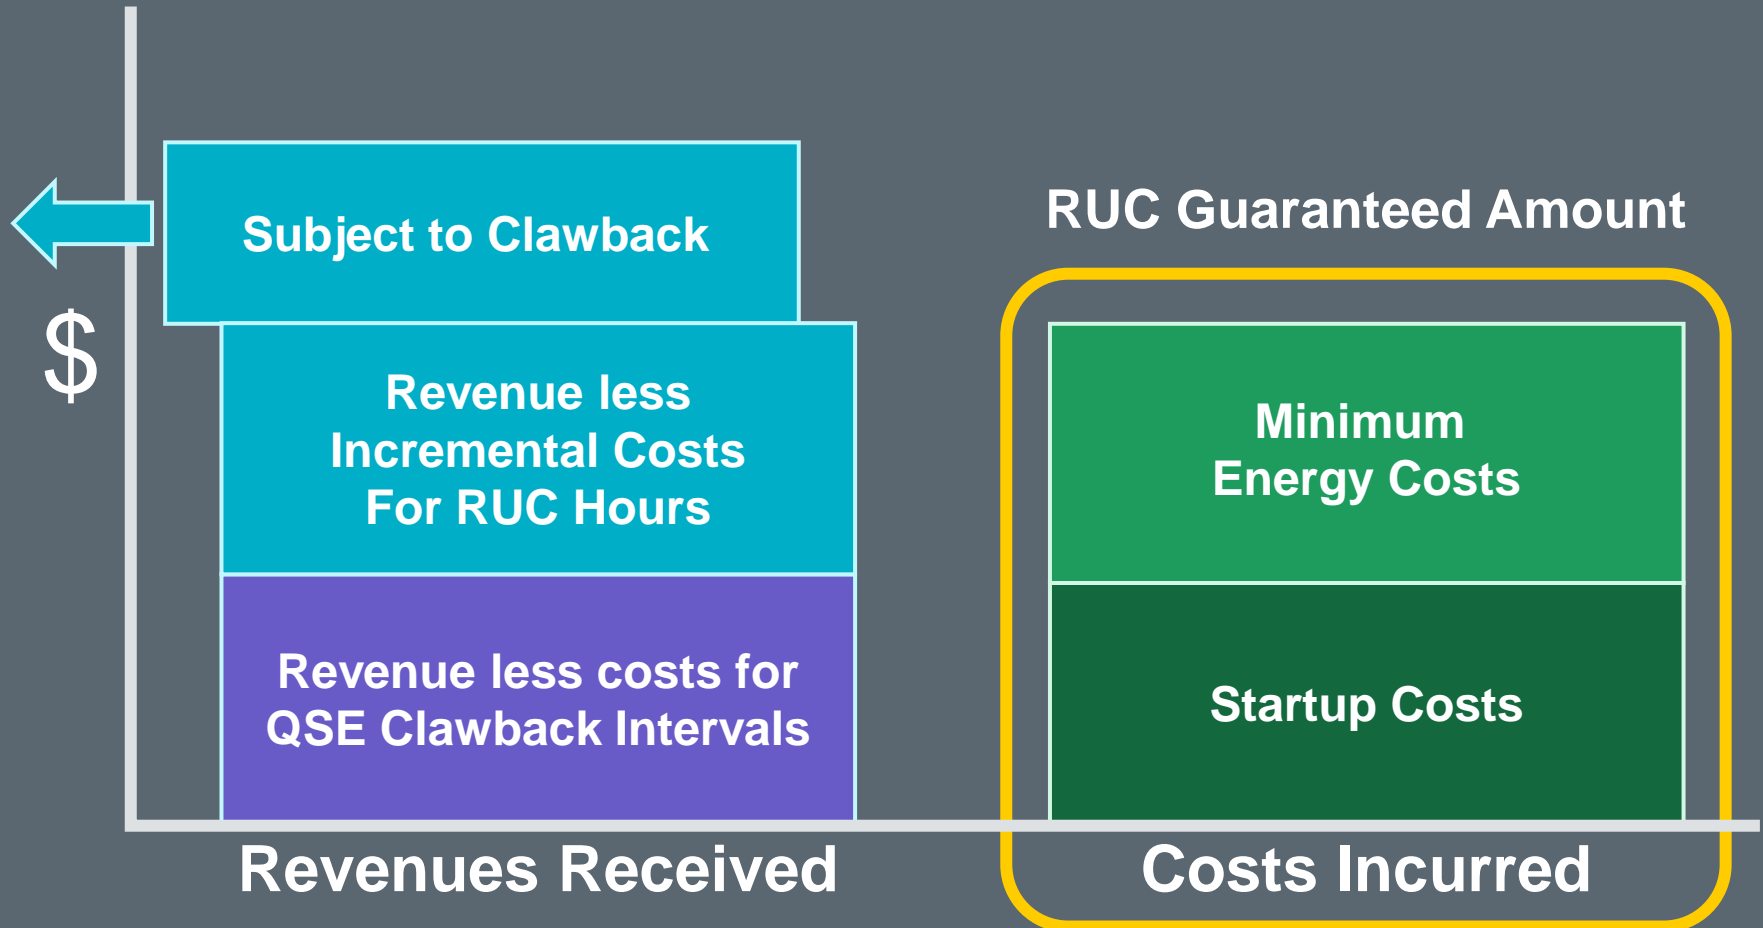 Subject to Clawback
$
Revenue less
Incremental Costs
For RUC Hours
Revenue less costs for
QSE Clawback Intervals
Revenues Received
RUC Guaranteed Amount
Minimum
Energy Costs
Startup Costs
Costs Incurred